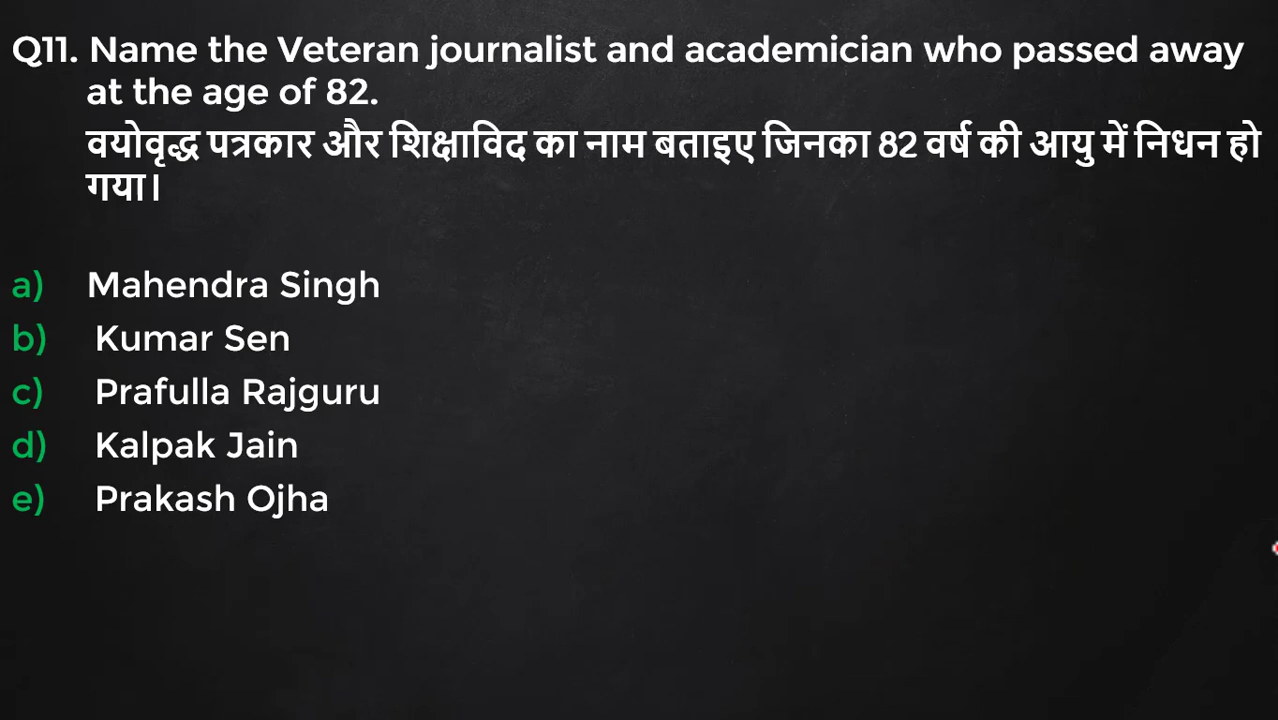 Q11. Name the Veteran journalist and academician who passed away
at the age of 82.
वयोवृद्ध पत्रकार और शिक्षाविद का नाम बताइए जिनका 82 वर्ष की आयु में निधन हो
गया।
a) Mahendra Singh
b) Kumar Sen
c) Prafulla Rajguru
d) Kalpak Jain
e) Prakash Ojha